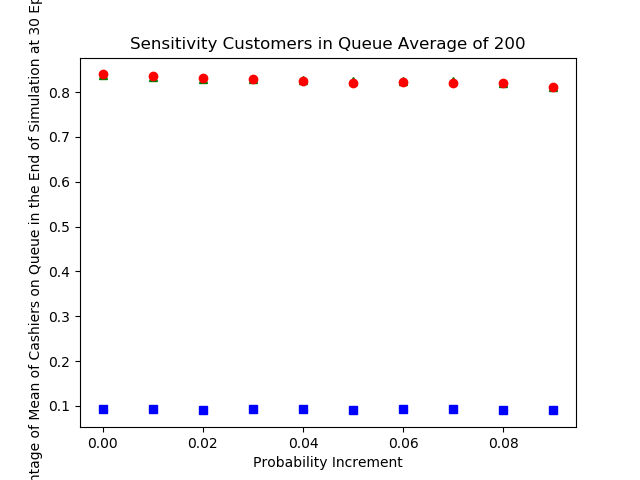 Sensitivity Customers in Queue Average of 200
ntage of Mean of Cashiers on Queue in the End of Simulation at 30 Ep
0.8
0.7
0.6
0.5
0.4
0.3
0.2
0.1
0.00 0.02 0.04 0.06 0.08
Probability Increment